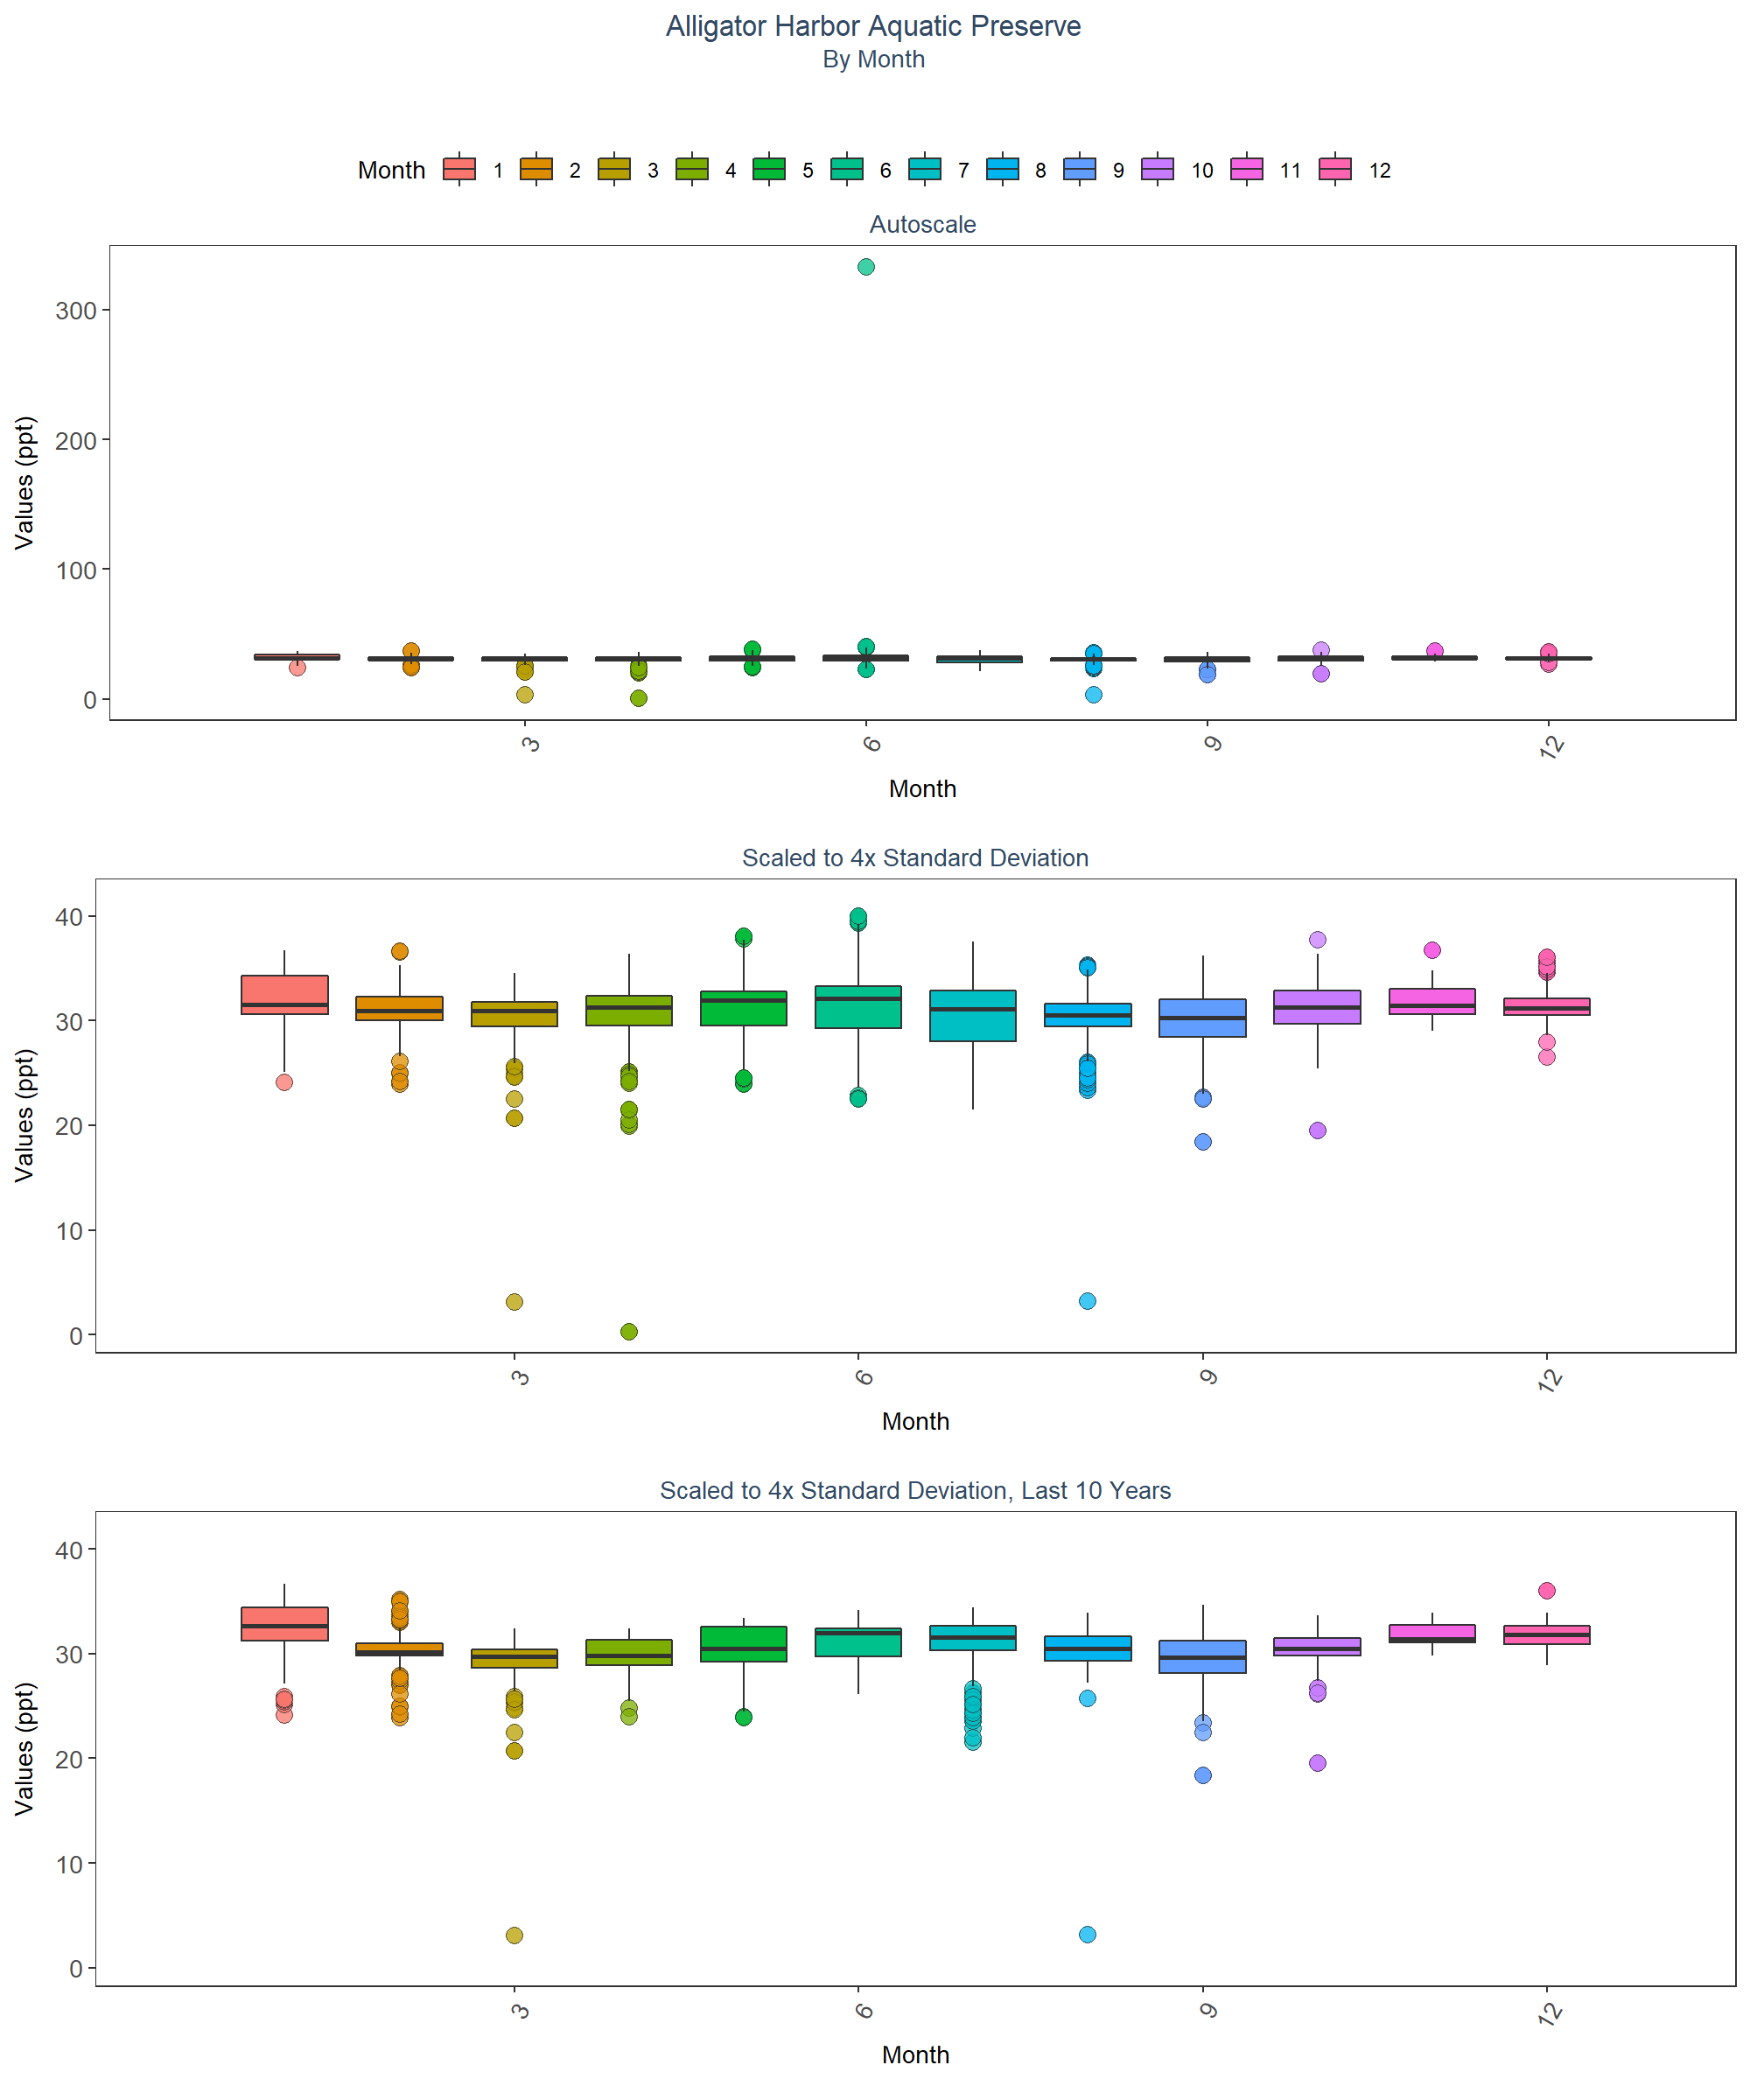 Alligator Harbor Aquatic Preserve
By Month
Month 1 2 3 4 5 6 7 8 9 10 11 12
Autoscale
Values (ppt)
300
200
100
0
3 6 9 12
Month
Scaled to 4x Standard Deviation
Values (ppt)
40
30
20
10
0
3 6 9 12
Month
Scaled to 4x Standard Deviation, Last 10 Years
Values (ppt)
40
30
20
10
0
3 6 9 12
Month